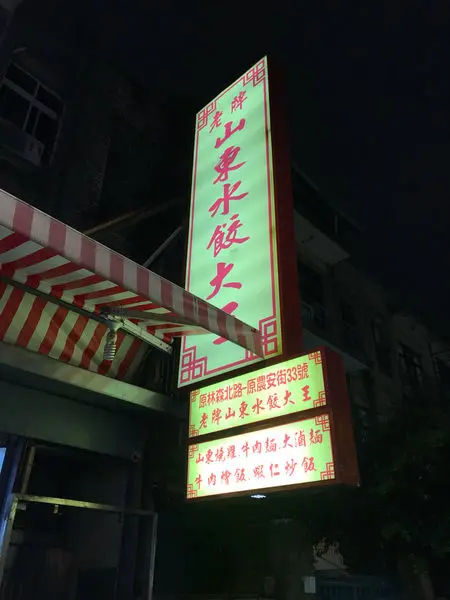 老牌
山東水餃大王
原林森北路-原農安街33號
老牌山東水餃大王
山東燒雞、牛肉麵、大滷麵
牛肉燴飯、蝦仁炒飯